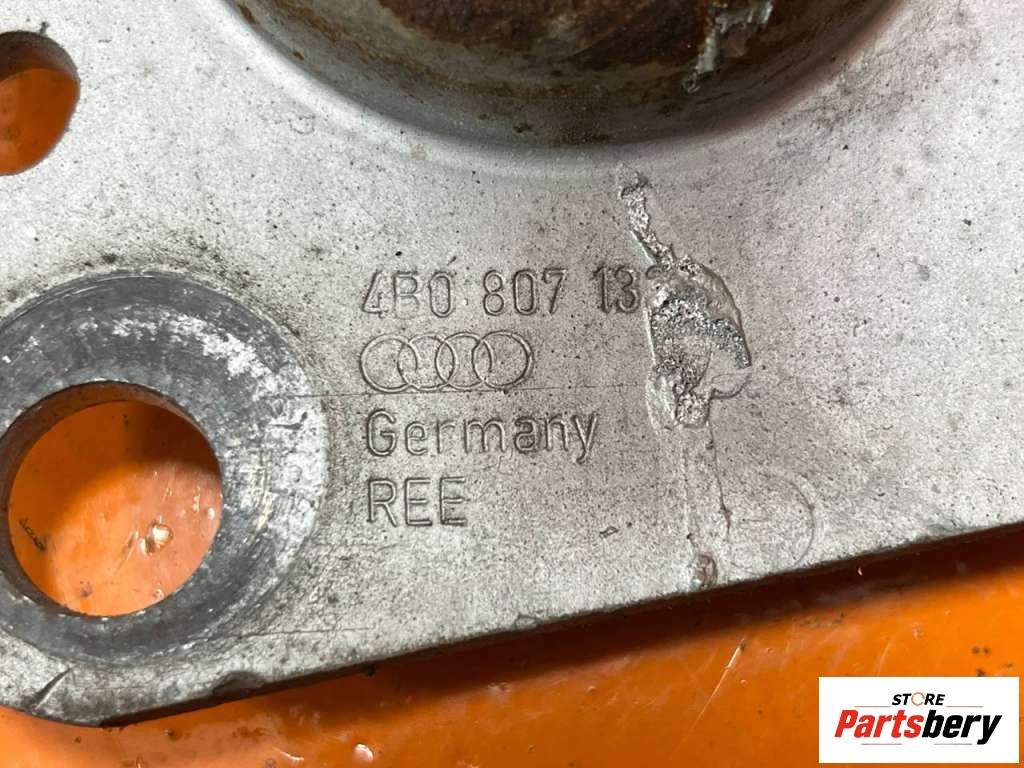 4B0 807 13
Germany
REE
STORE
Partsbery